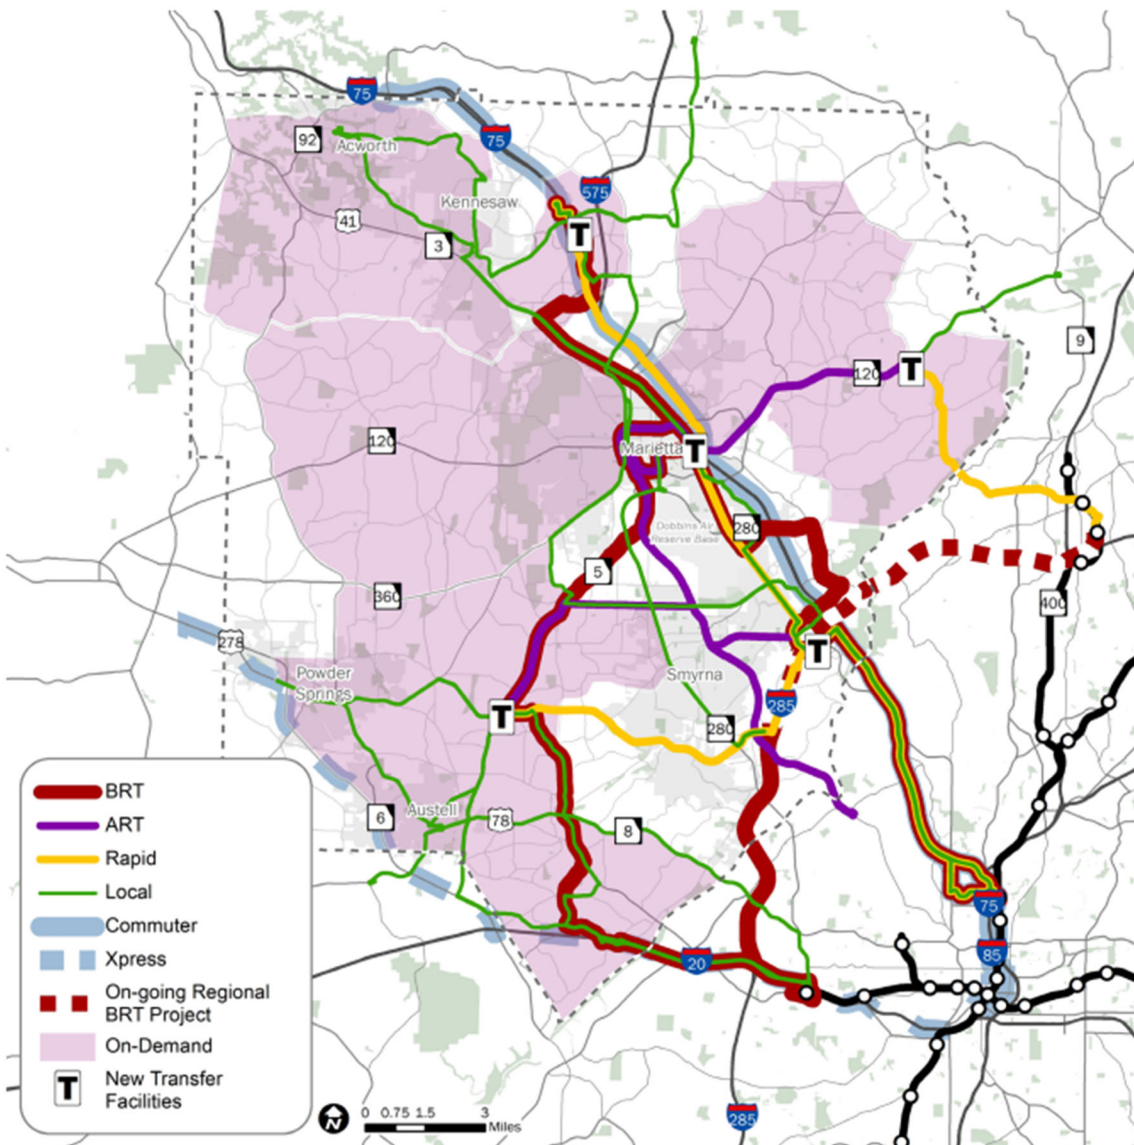 75
92
Acworth
75
575
Kennesaw
41
3
T
9
120
T
120
Marietta
T
280
Dobbins Air
Reserve Base
5
360
400
278
T
Powder
Springs
Smyrna
285
T
280
BRT
ART
Rapid
Local
Commuter
Xpress
On-going Regional
BRT Project
On-Demand
T
New Transfer
Facilities
Austell
6
78
8
75
85
20
N
0 0.75 1.5 3
Miles
285